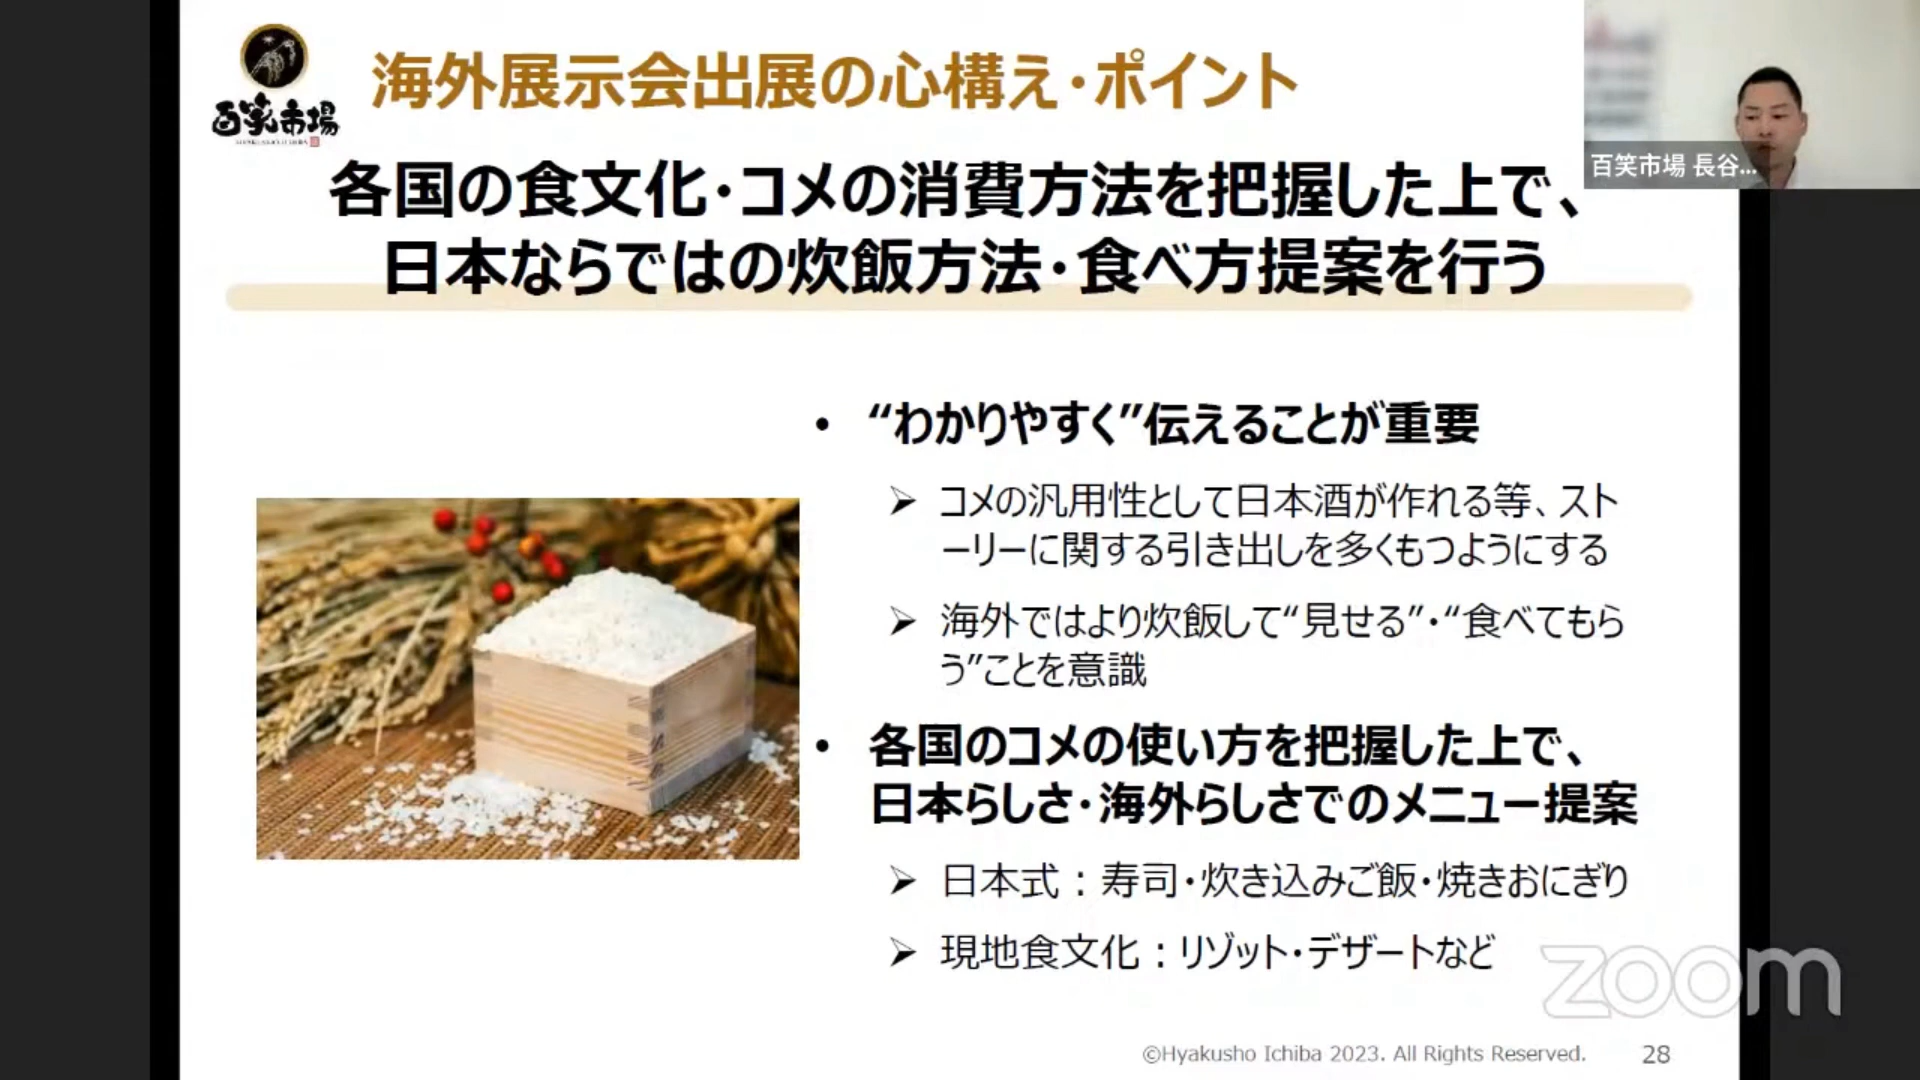 海外展示会出展の心構え・ポイント
百笑市場
百笑市場 長谷...
各国の食文化・コメの消費方法を把握した上で、
日本ならではの炊飯方法・食べ方提案を行う
• “わかりやすく”伝えることが重要
➢ コメの汎用性として日本酒が作れる等、スト
ーリーに関する引き出しを多くもつようにする
➢ 海外ではより炊飯して“見せる”・“食べてもら
う”ことを意識
• 各国のコメの使い方を把握した上で、
日本らしさ・海外らしさでのメニュー提案
➢ 日本式：寿司・炊き込みご飯・焼きおにぎり
➢ 現地食文化：リゾット・デザートなど
zoom
©Hyakusho Ichiba 2023. All Rights Reserved.
28